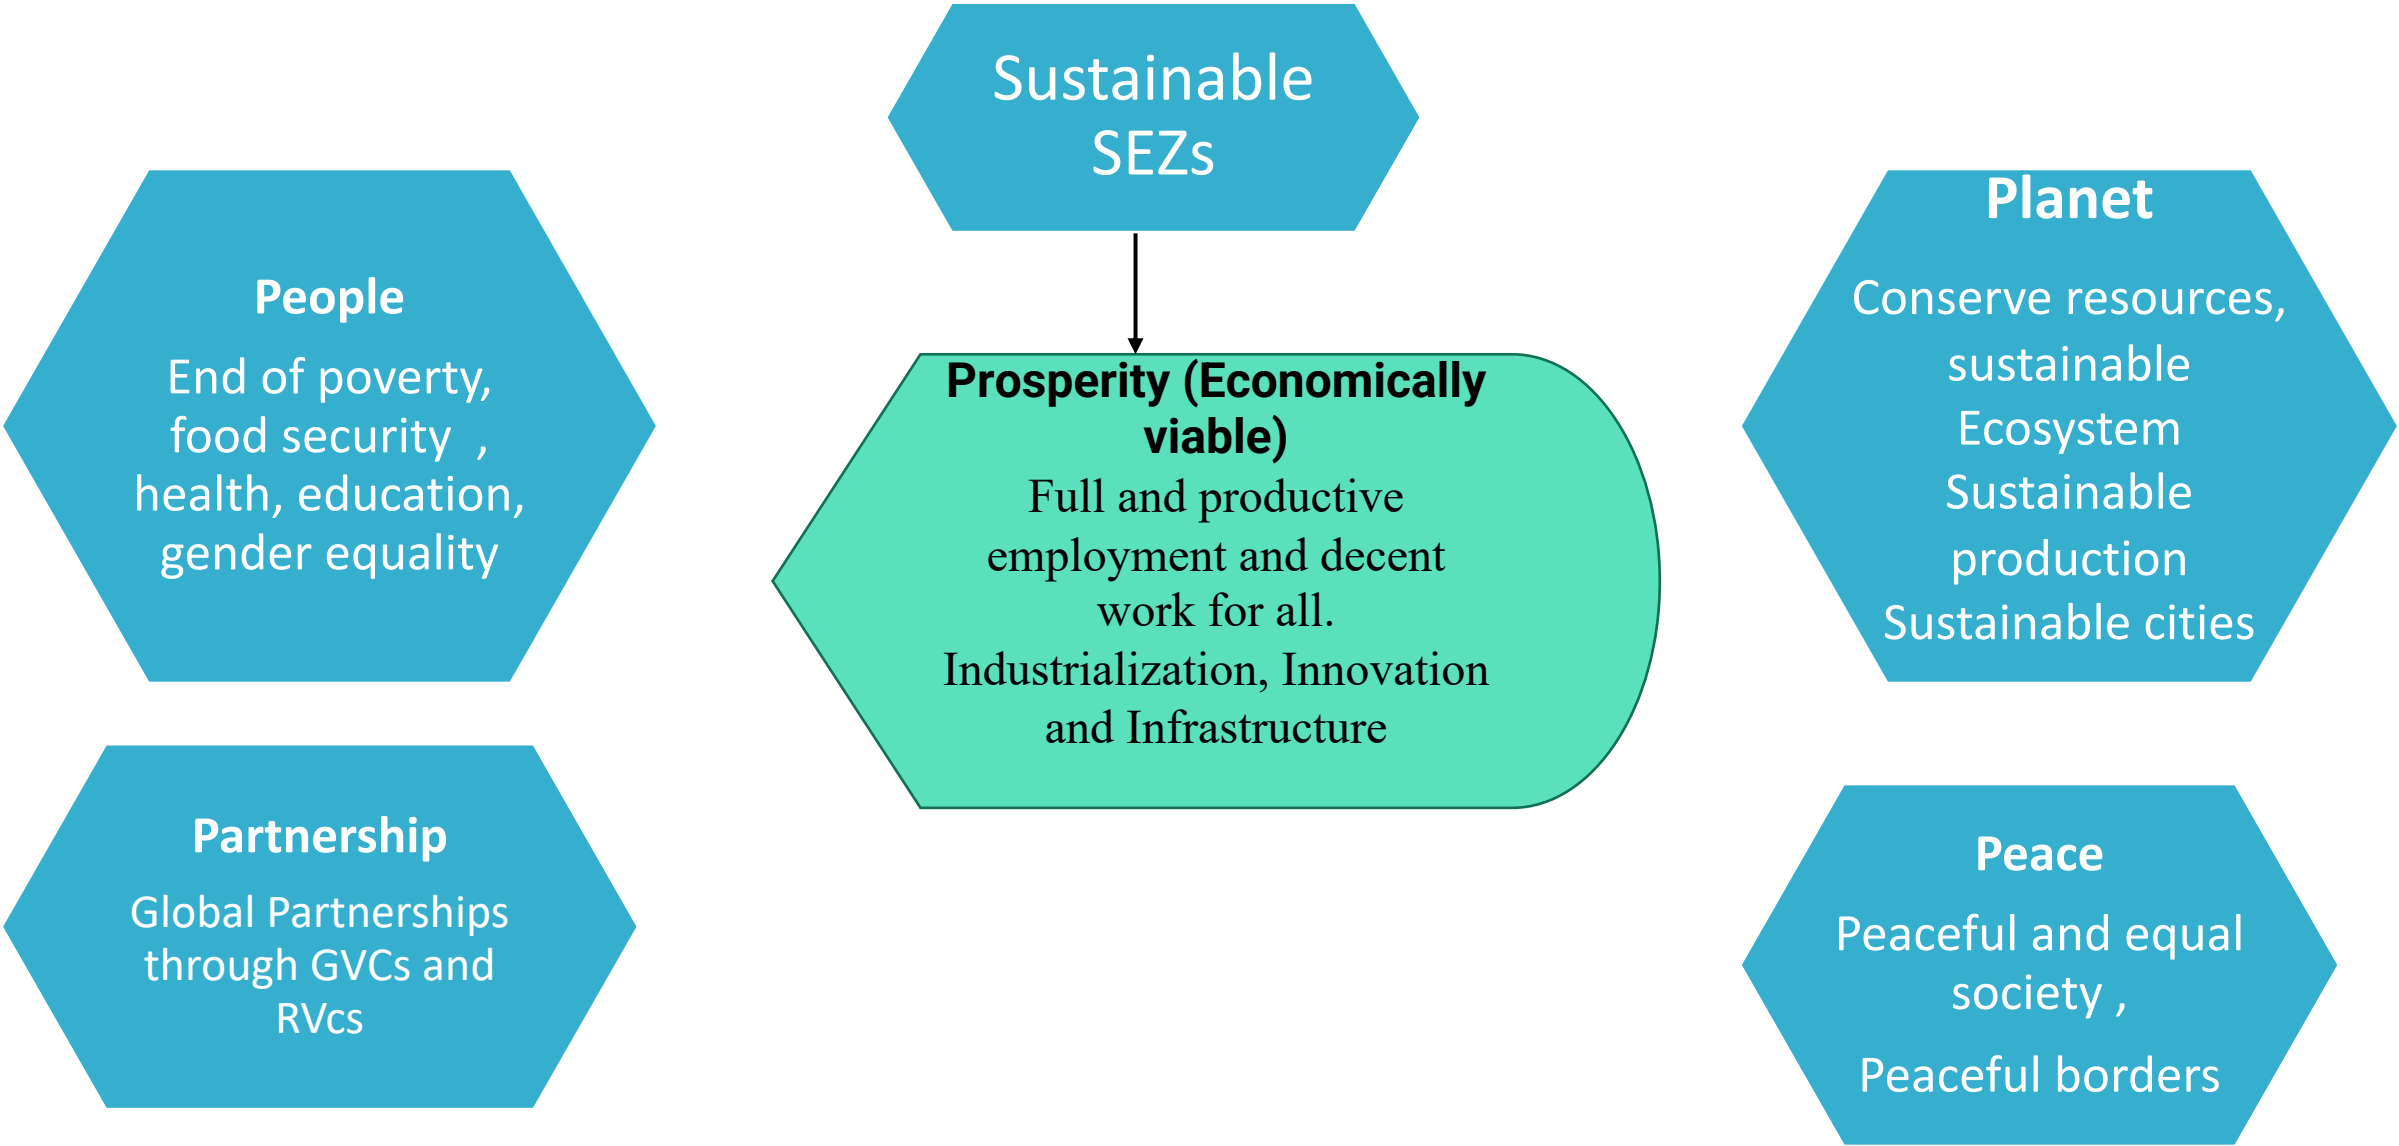 Sustainable
SEZs
People
End of poverty,
food security  ,
health, education,
gender equality
Prosperity (Economically
viable)
Full and productive
employment and decent
work for all.
Industrialization, Innovation
and Infrastructure
Planet
Conserve resources,
sustainable
Ecosystem
Sustainable
production
Sustainable cities
Partnership
Global Partnerships
through GVCs and
RVcs
Peace
Peaceful and equal
society ,
Peaceful borders